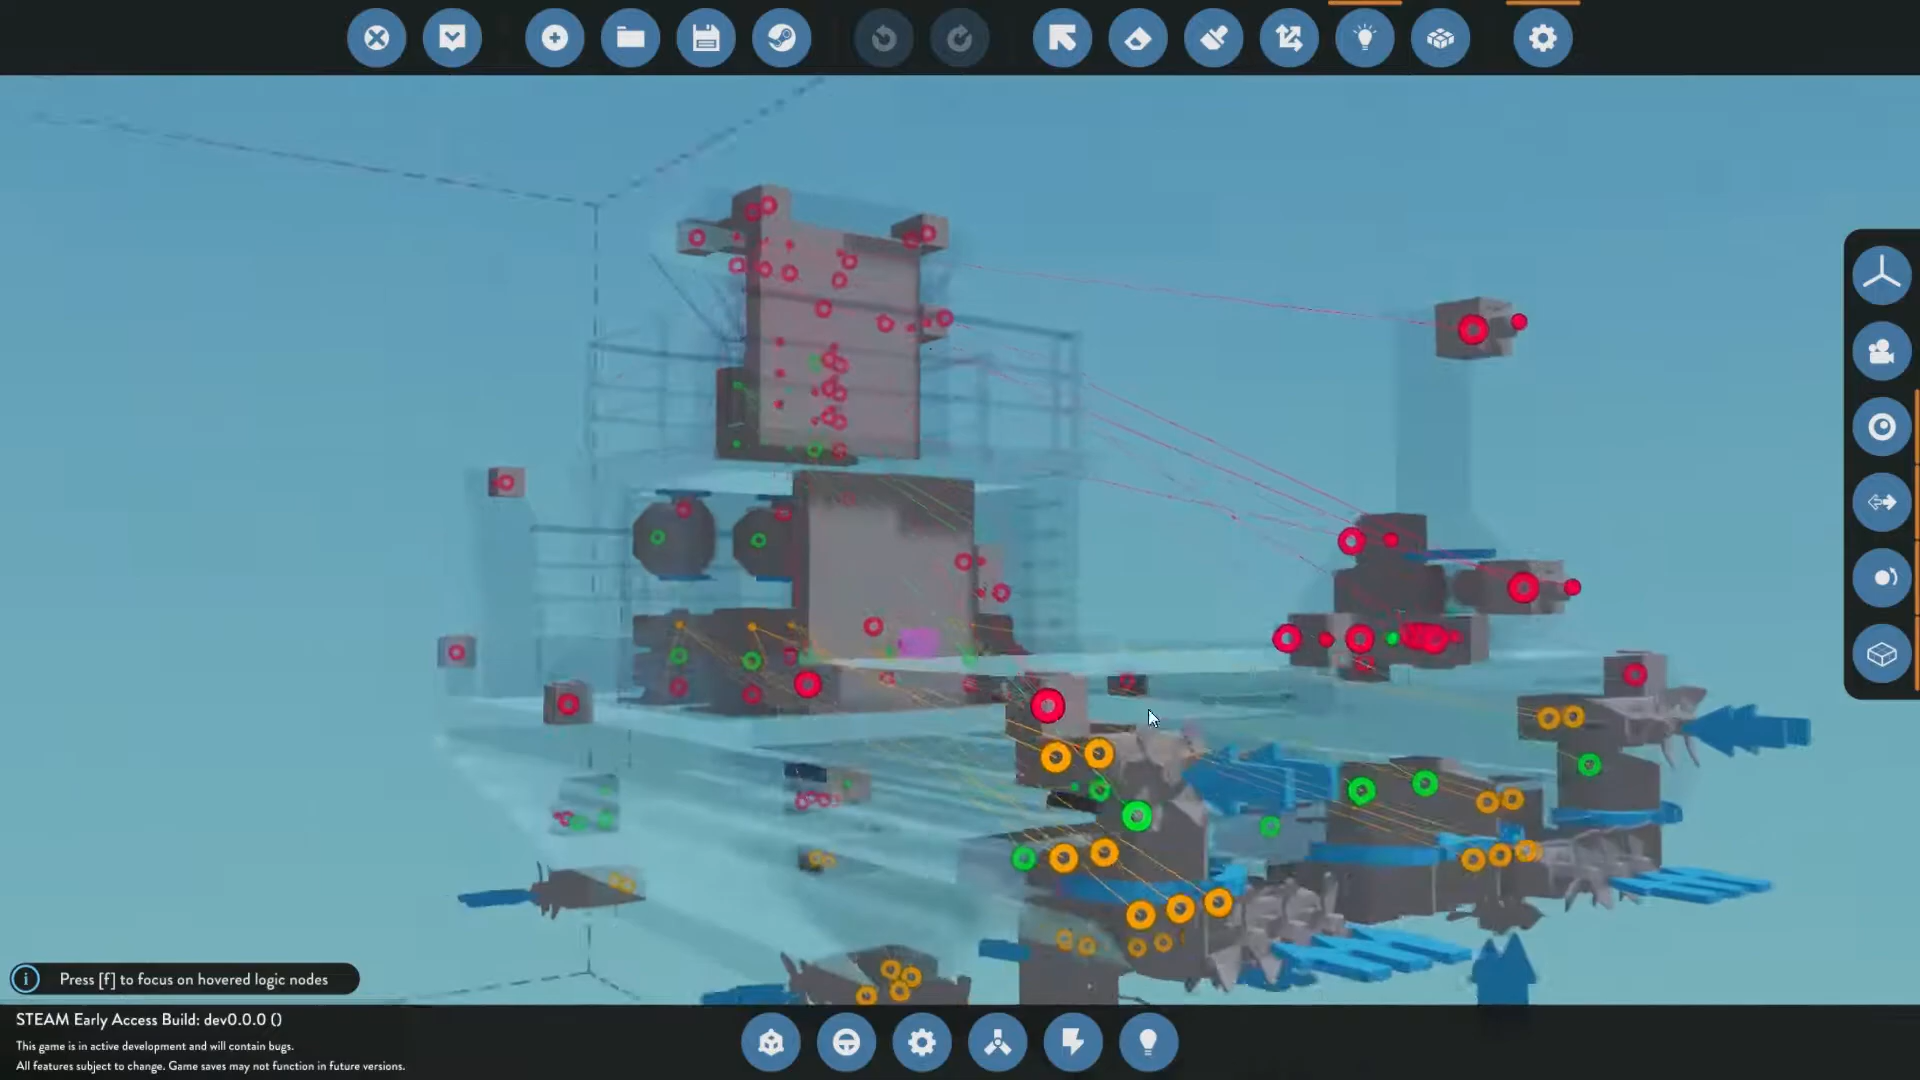 Press [f] to focus on hovered logic nodes
STEAM Early Access Build: dev0.0.0 ()
This game is in active development and will contain bugs.
All features subject to change. Game saves may not function in future versions.